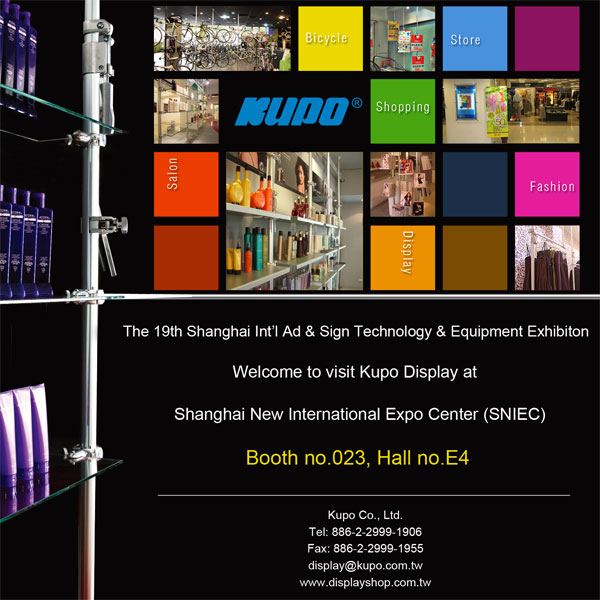 Bicycle
Store
KUPO®
Shopping
Salon
Fashion
Display
The 19th Shanghai Int'l Ad & Sign Technology & Equipment Exhibiton
Welcome to visit Kupo Display at
Shanghai New International Expo Center (SNIEC)
Booth no.023, Hall no.E4
Kupo Co., Ltd.
Tel: 886-2-2999-1906
Fax: 886-2-2999-1955
display@kupo.com.tw
www.displayshop.com.tw